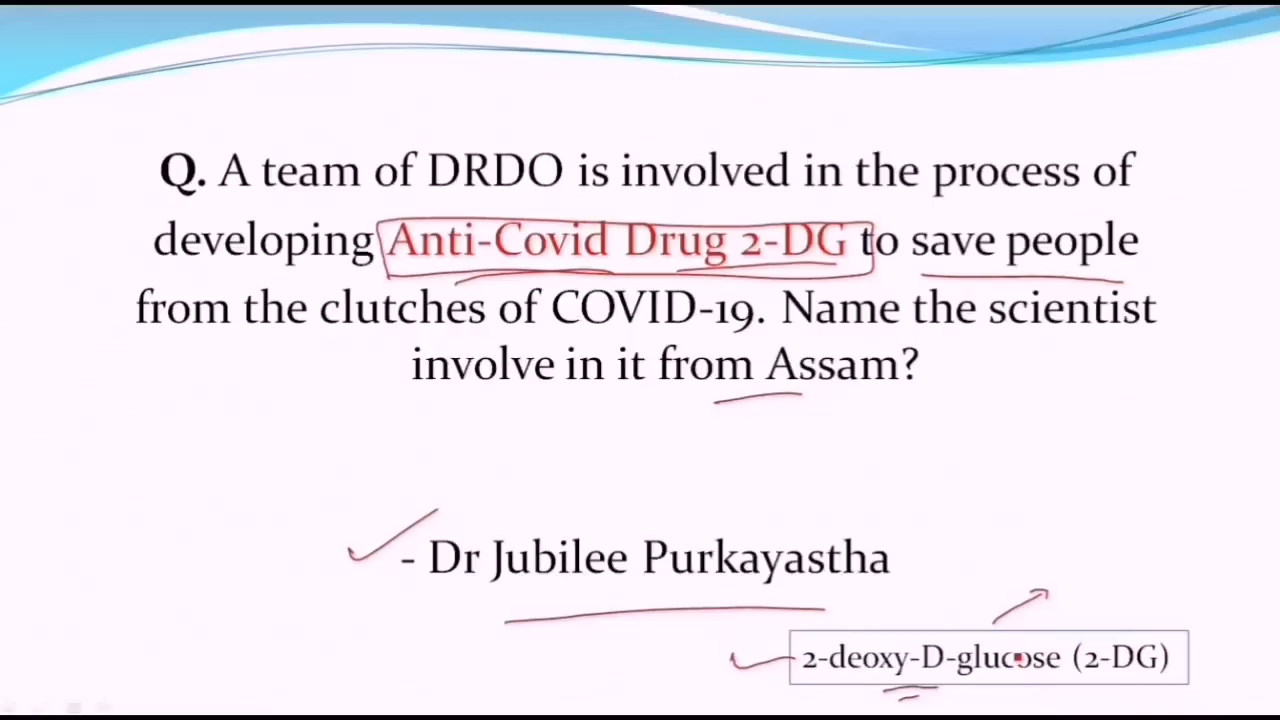 Q. A team of DRDO is involved in the process of
developing Anti-Covid Drug 2-DG to save people
from the clutches of COVID-19. Name the scientist
involve in it from Assam?
- Dr Jubilee Purkayastha
2-deoxy-D-glucose (2-DG)